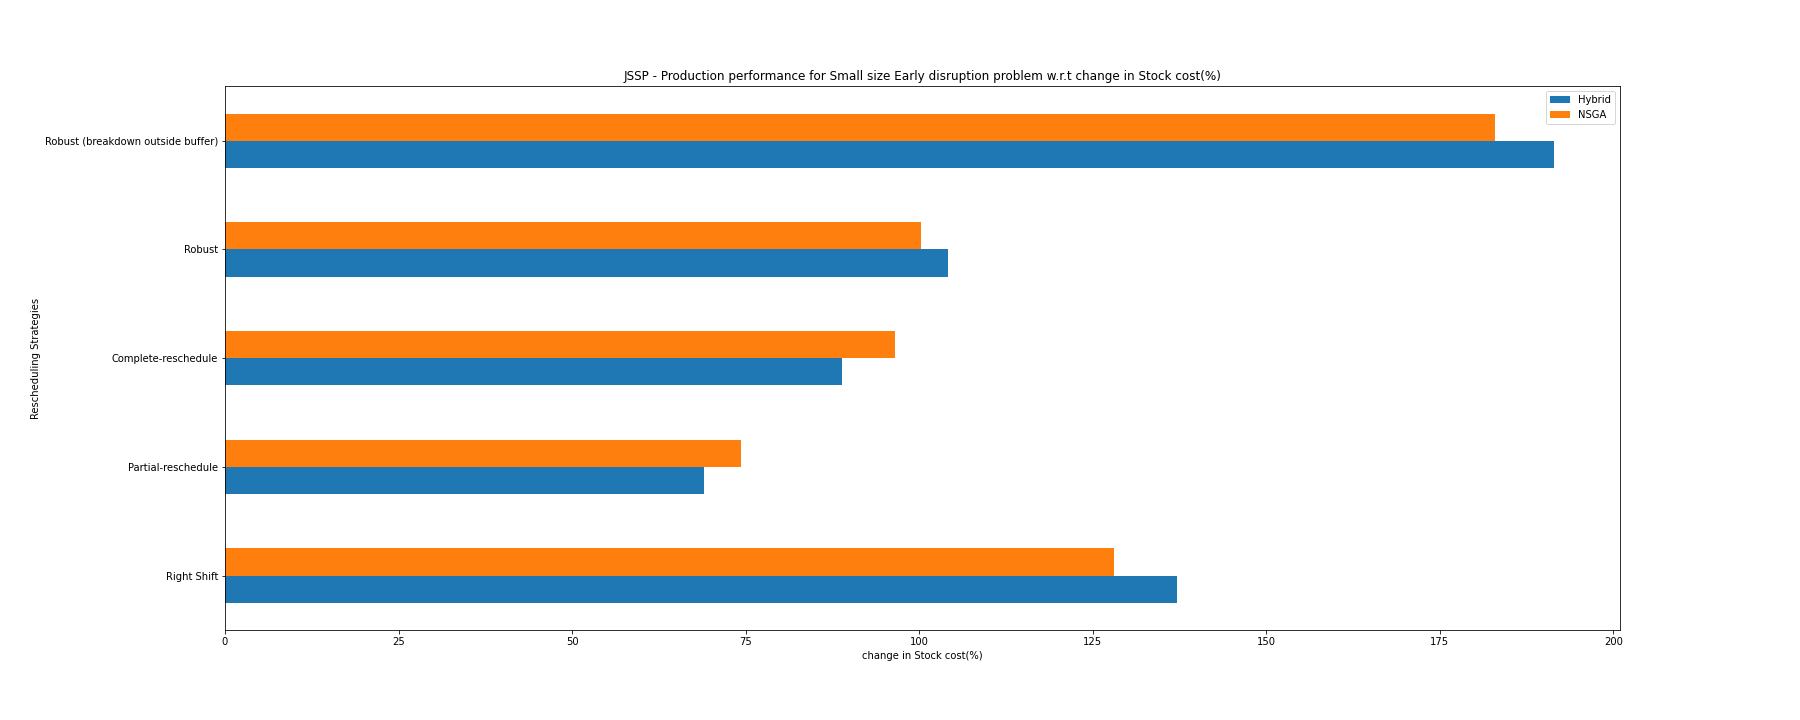 JSSP - Production performance for Small size Early disruption problem w.r.t change in Stock cost(%)
Hybrid
NSGA
Robust (breakdown outside buffer)
Robust
Complete-reschedule
Partial-reschedule
Right Shift
Rescheduling Strategies
0 25 50 75 100 125 150 175 200
change in Stock cost(%)